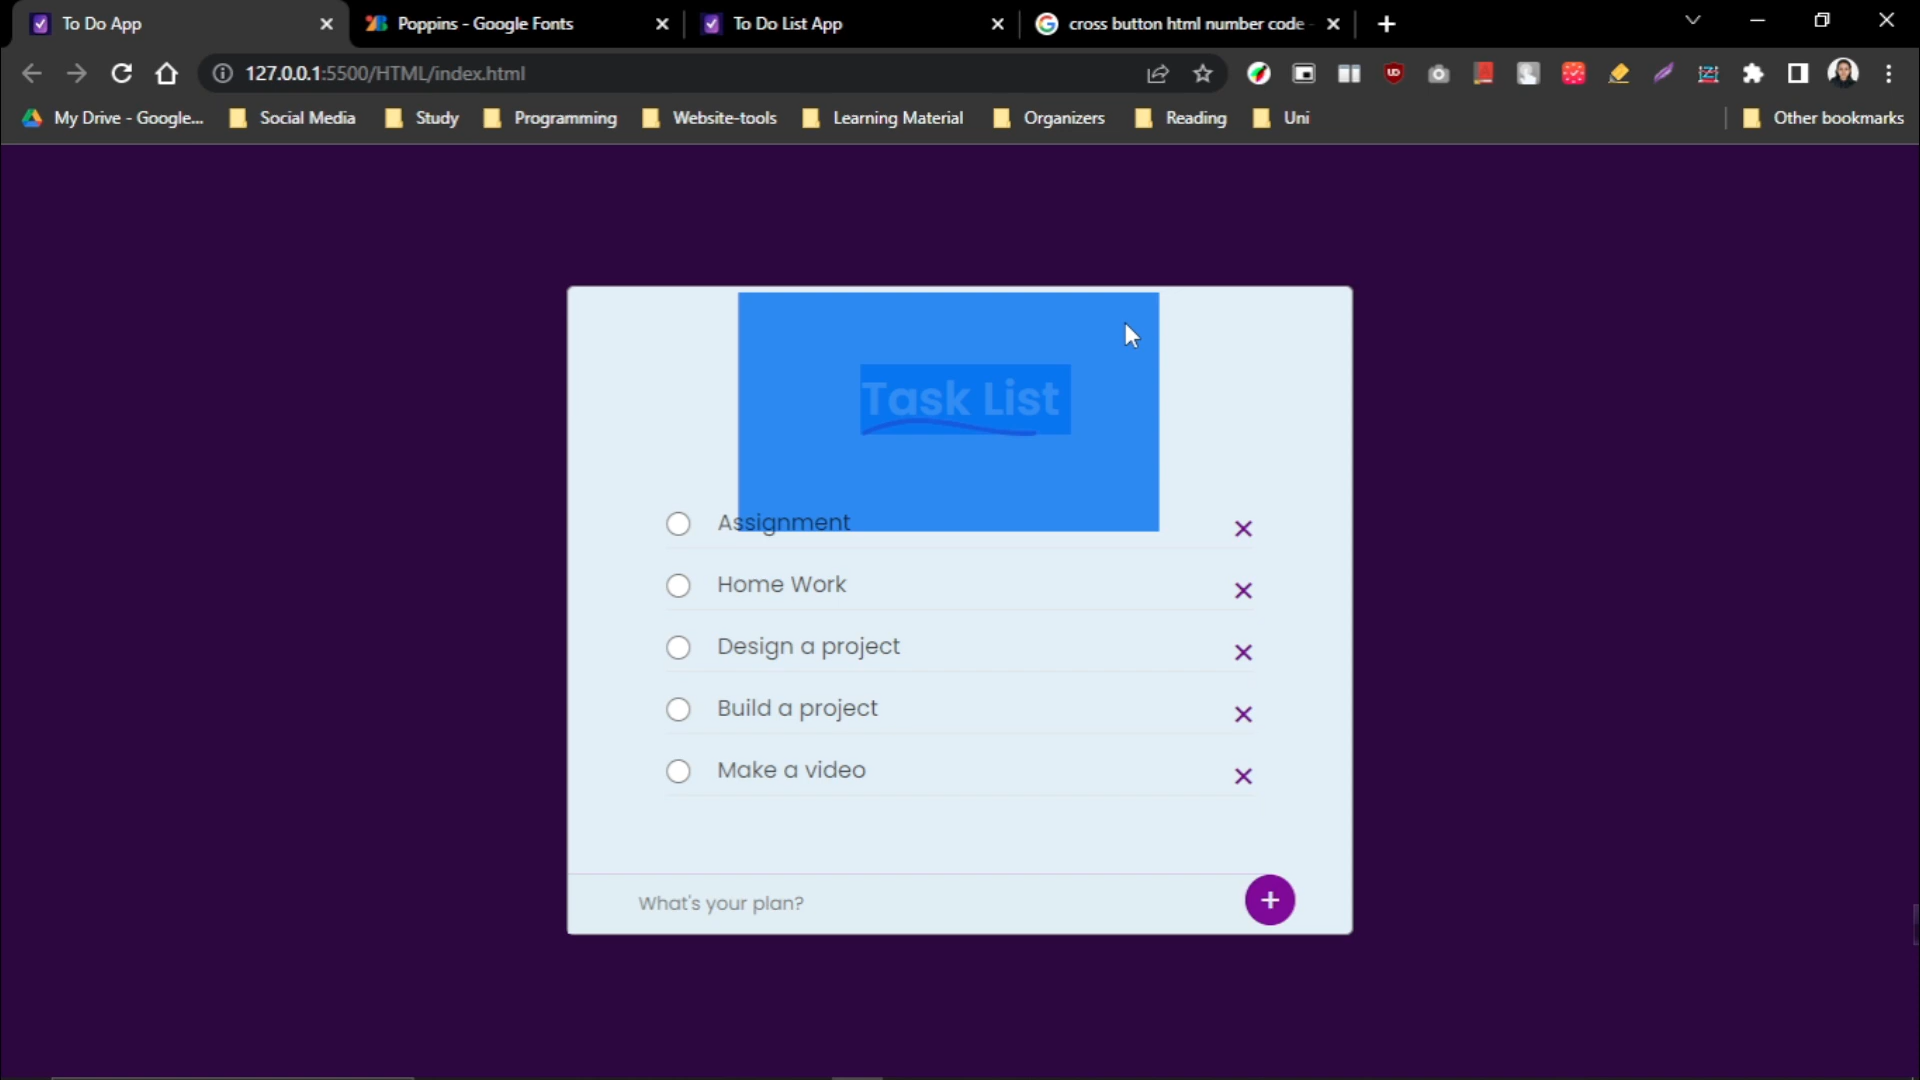 To Do App
Poppins - Google Fonts
To Do List App
cross button html number code
127.0.0.1:5500/HTML/index.html
My Drive - Google...
Social Media
Study
Programming
Website-tools
Learning Material
Organizers
Reading
Uni
Other bookmarks
Task List
Assignment
Home Work
Design a project
Build a project
Make a video
What's your plan?